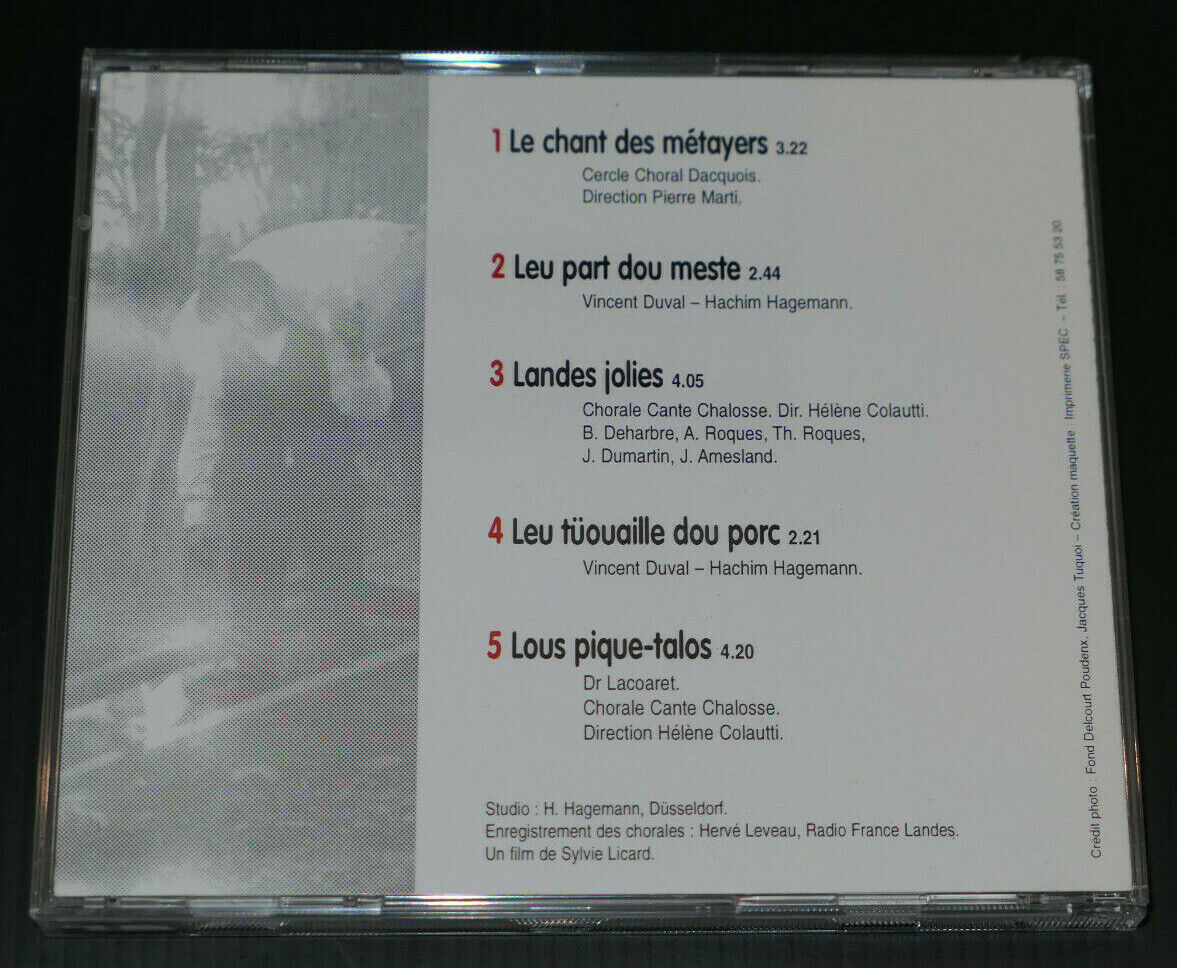 1 Le chant des métayers 3.22
Cercle Choral Dacquois.
Direction Pierre Marti.
2 Leu part dou meste 2.44
Vincent Duval – Hachim Hagemann.
3 Landes jolies 4.05
Chorale Cante Chalosse. Dir. Hélène Colautti.
B. Deharbre, A. Roques, Th. Roques,
J. Dumartin, J. Amesland.
4 Leu tüouaille dou porc 2.21
Vincent Duval – Hachim Hagemann.
5 Lous pique-talos 4.20
Dr Lacoaret.
Chorale Cante Chalosse.
Direction Hélène Colautti.
Studio : H. Hagemann, Düsseldorf.
Enregistrement des chorales : Hervé Leveau, Radio France Landes.
Un film de Sylvie Licard.
Crédit photo : Fond Delcourt Poudenx, Jacques Tuquoi – Création maquette : Imprimerie SPEC – Tél. : 58 75 53 20